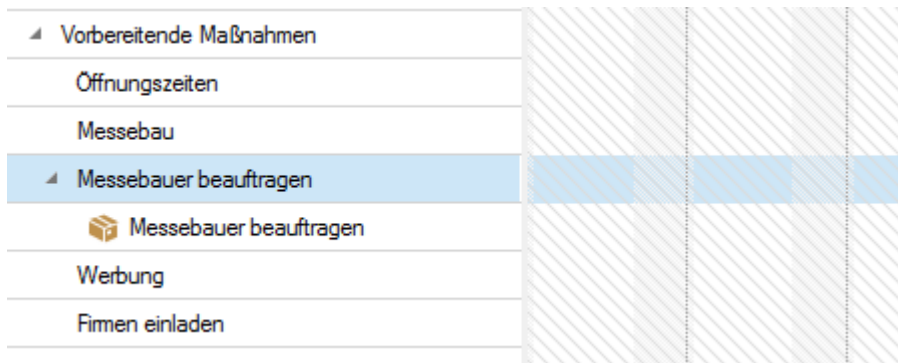 Vorbereitende Maßnahmen
Öffnungszeiten
Messebau
Messebauer beauftragen
Messebauer beauftragen
Werbung
Firmen einladen